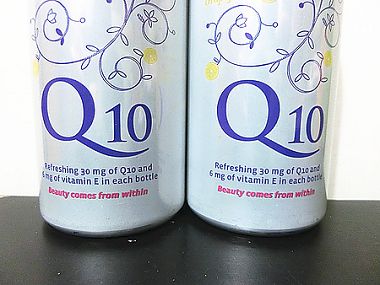 Q10
Refreshing 30 mg of Q10 and
6 mg of vitamin E in each bottle
Beauty comes from within
Q10
Refreshing 30 mg of Q10 and
6 mg of vitamin E in each bottle
Beauty comes from within